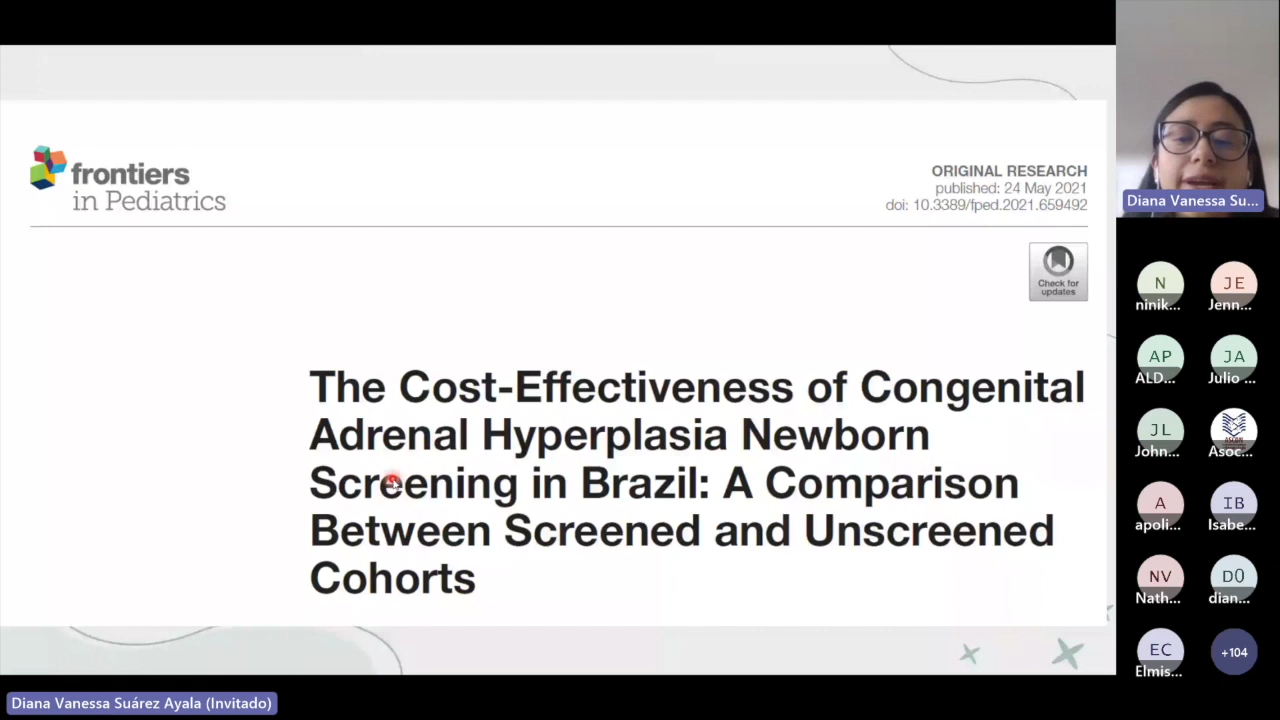 frontiers
in Pediatrics
ORIGINAL RESEARCH
published: 24 May 2021
doi: 10.3389/fped.2021.659492
Check for
updates
The Cost-Effectiveness of Congenital
Adrenal Hyperplasia Newborn
Screening in Brazil: A Comparison
Between Screened and Unscreened
Cohorts
Diana Vanessa Su...
N
ninik...
JE
Jenn...
AP
ALD...
JA
Julio ...
JL
John...
Asoc...
A
apoli...
IB
Isabe...
NV
Nath...
D0
dian...
EC
Elmis...
+104
Diana Vanessa Suárez Ayala (Invitado)